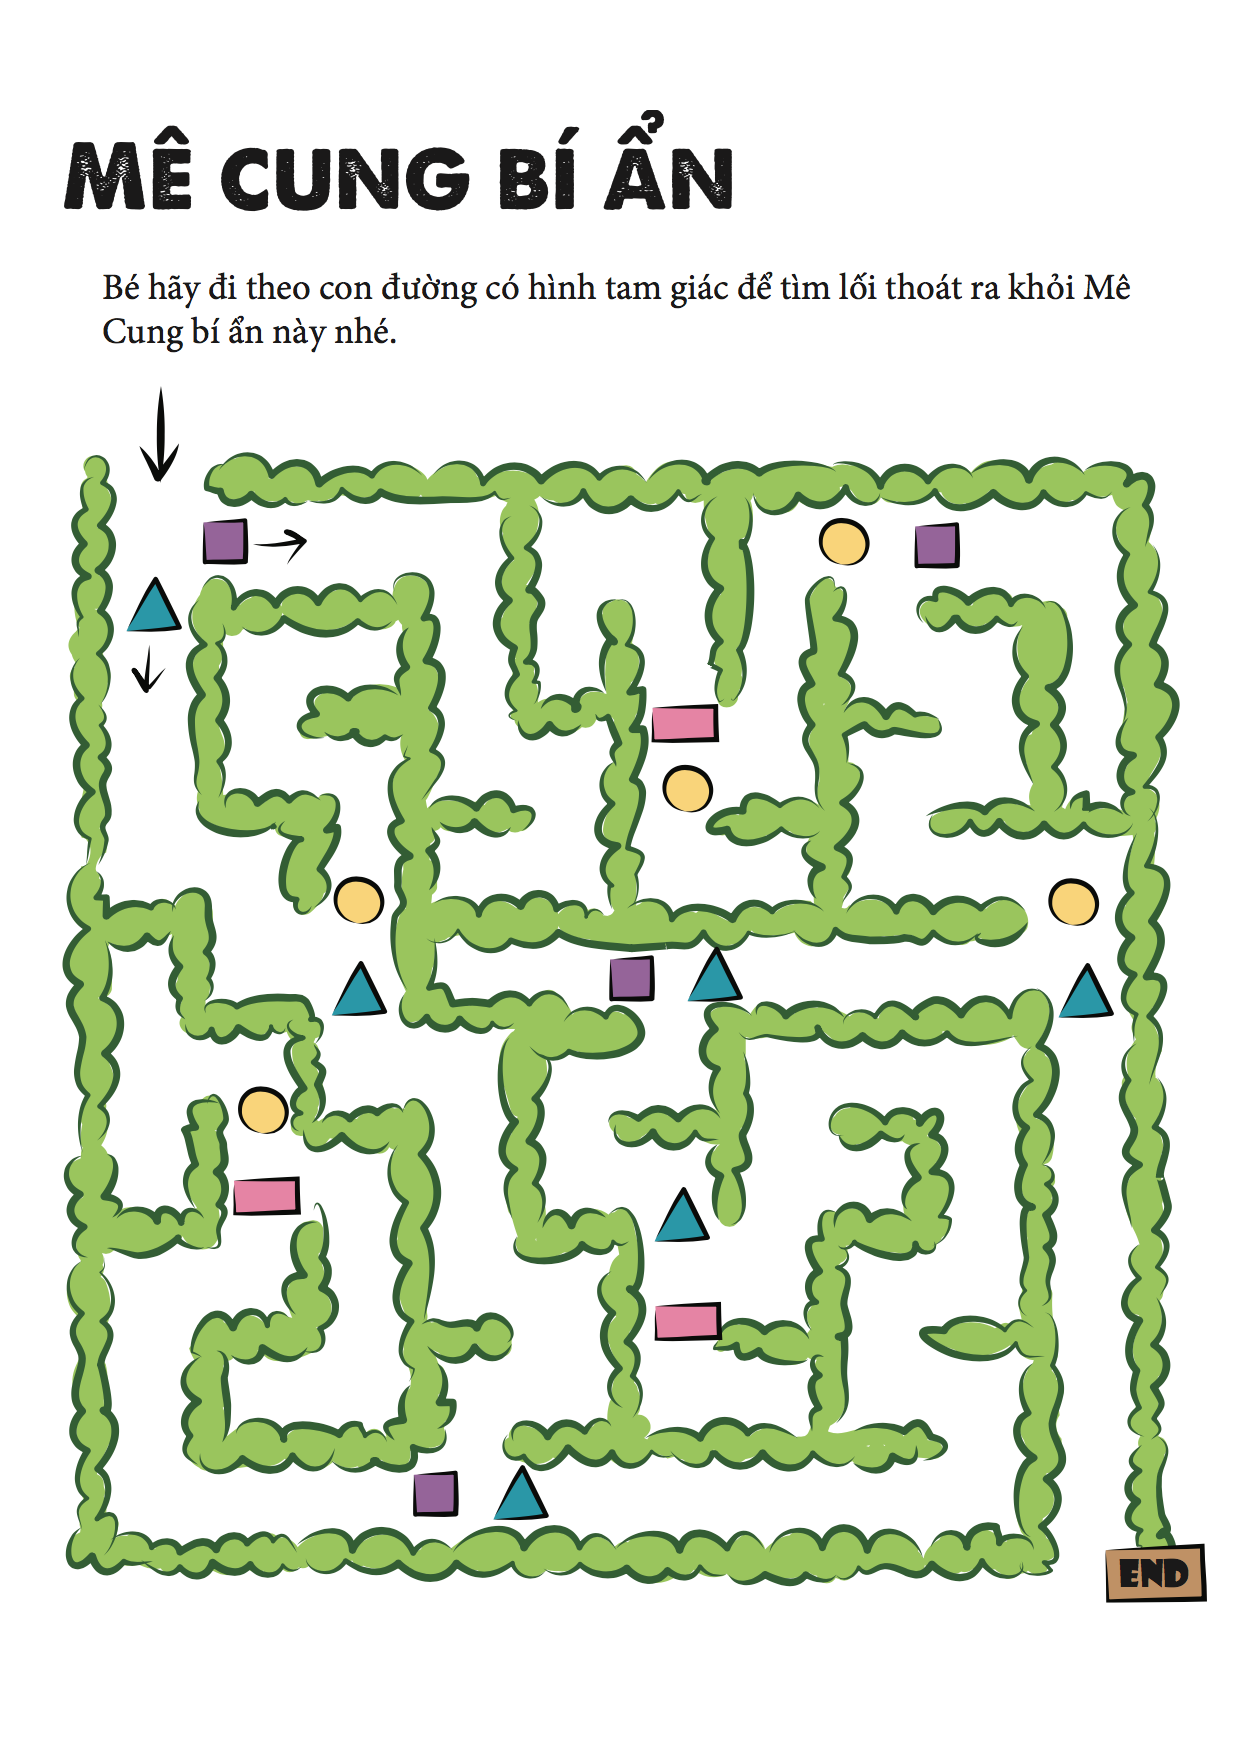 MÊ CUNG BÍ ẨN
Bé hãy đi theo con đường có hình tam giác để tìm lối thoát ra khỏi Mê
Cung bí ẩn này nhé.
END